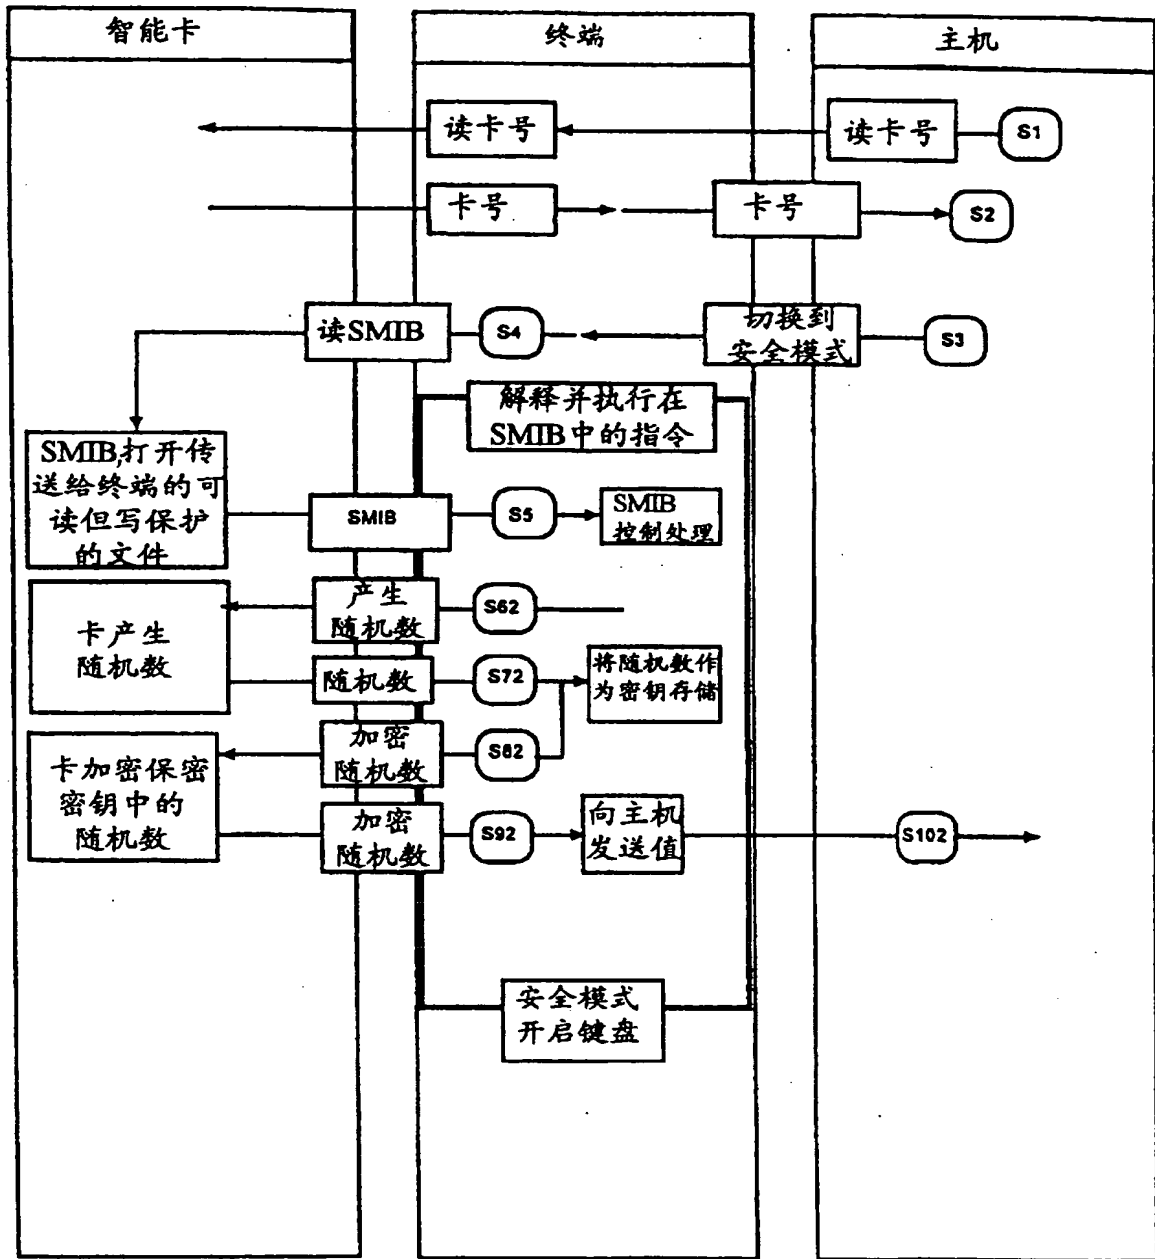 智能卡
终端
主机
读卡号
读卡号
S1
卡号
卡号
S2
读SMIB
S4
切换到
安全模式
S3
解释并执行在
SMIB中的指令
SMIB,打开传
送给终端的可
读但写保护
的文件
SMIB
S5
SMIB
控制处理
卡产生
随机数
产生
随机数
S62
随机数
S72
将随机数作
为密钥存储
卡加密保密
密钥中的
随机数
加密
随机数
S82
加密
随机数
S92
向主机
发送值
S102
安全模式
开启键盘